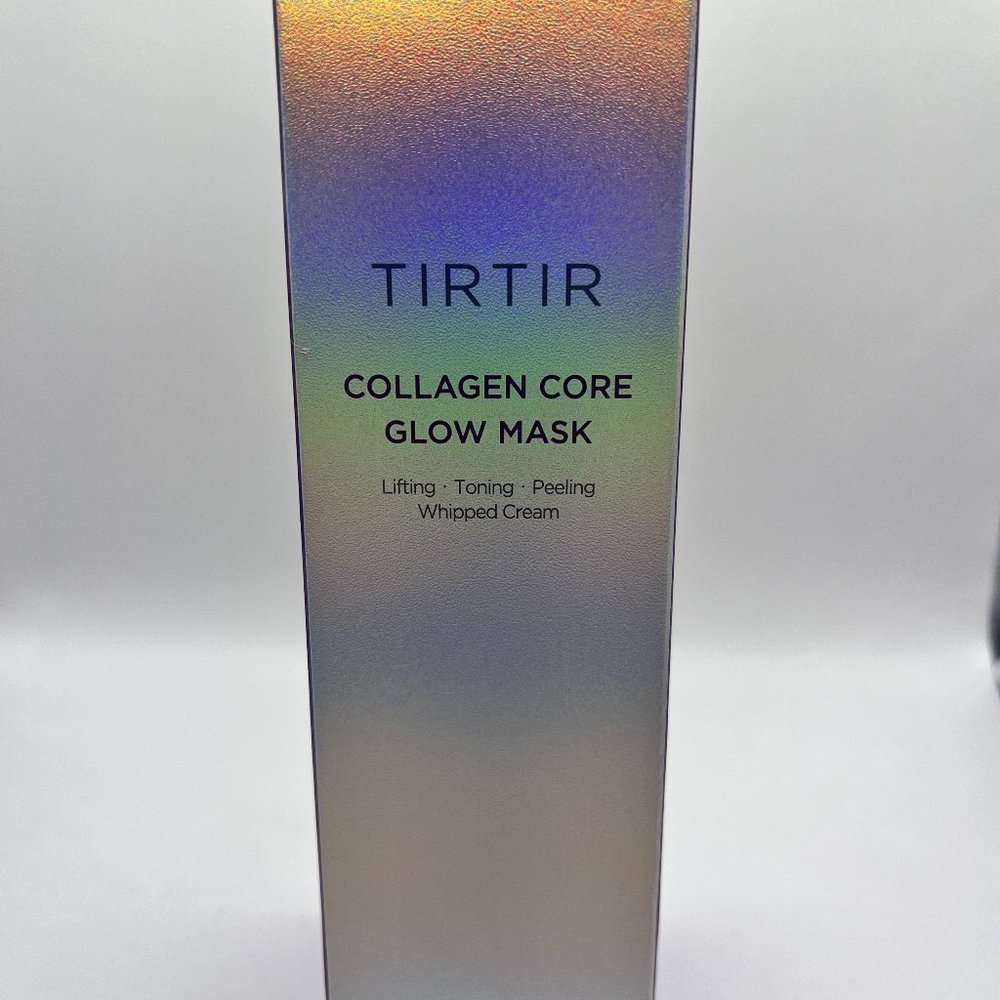 TIRTIR
COLLAGEN CORE
GLOW MASK
Lifting · Toning · Peeling
Whipped Cream